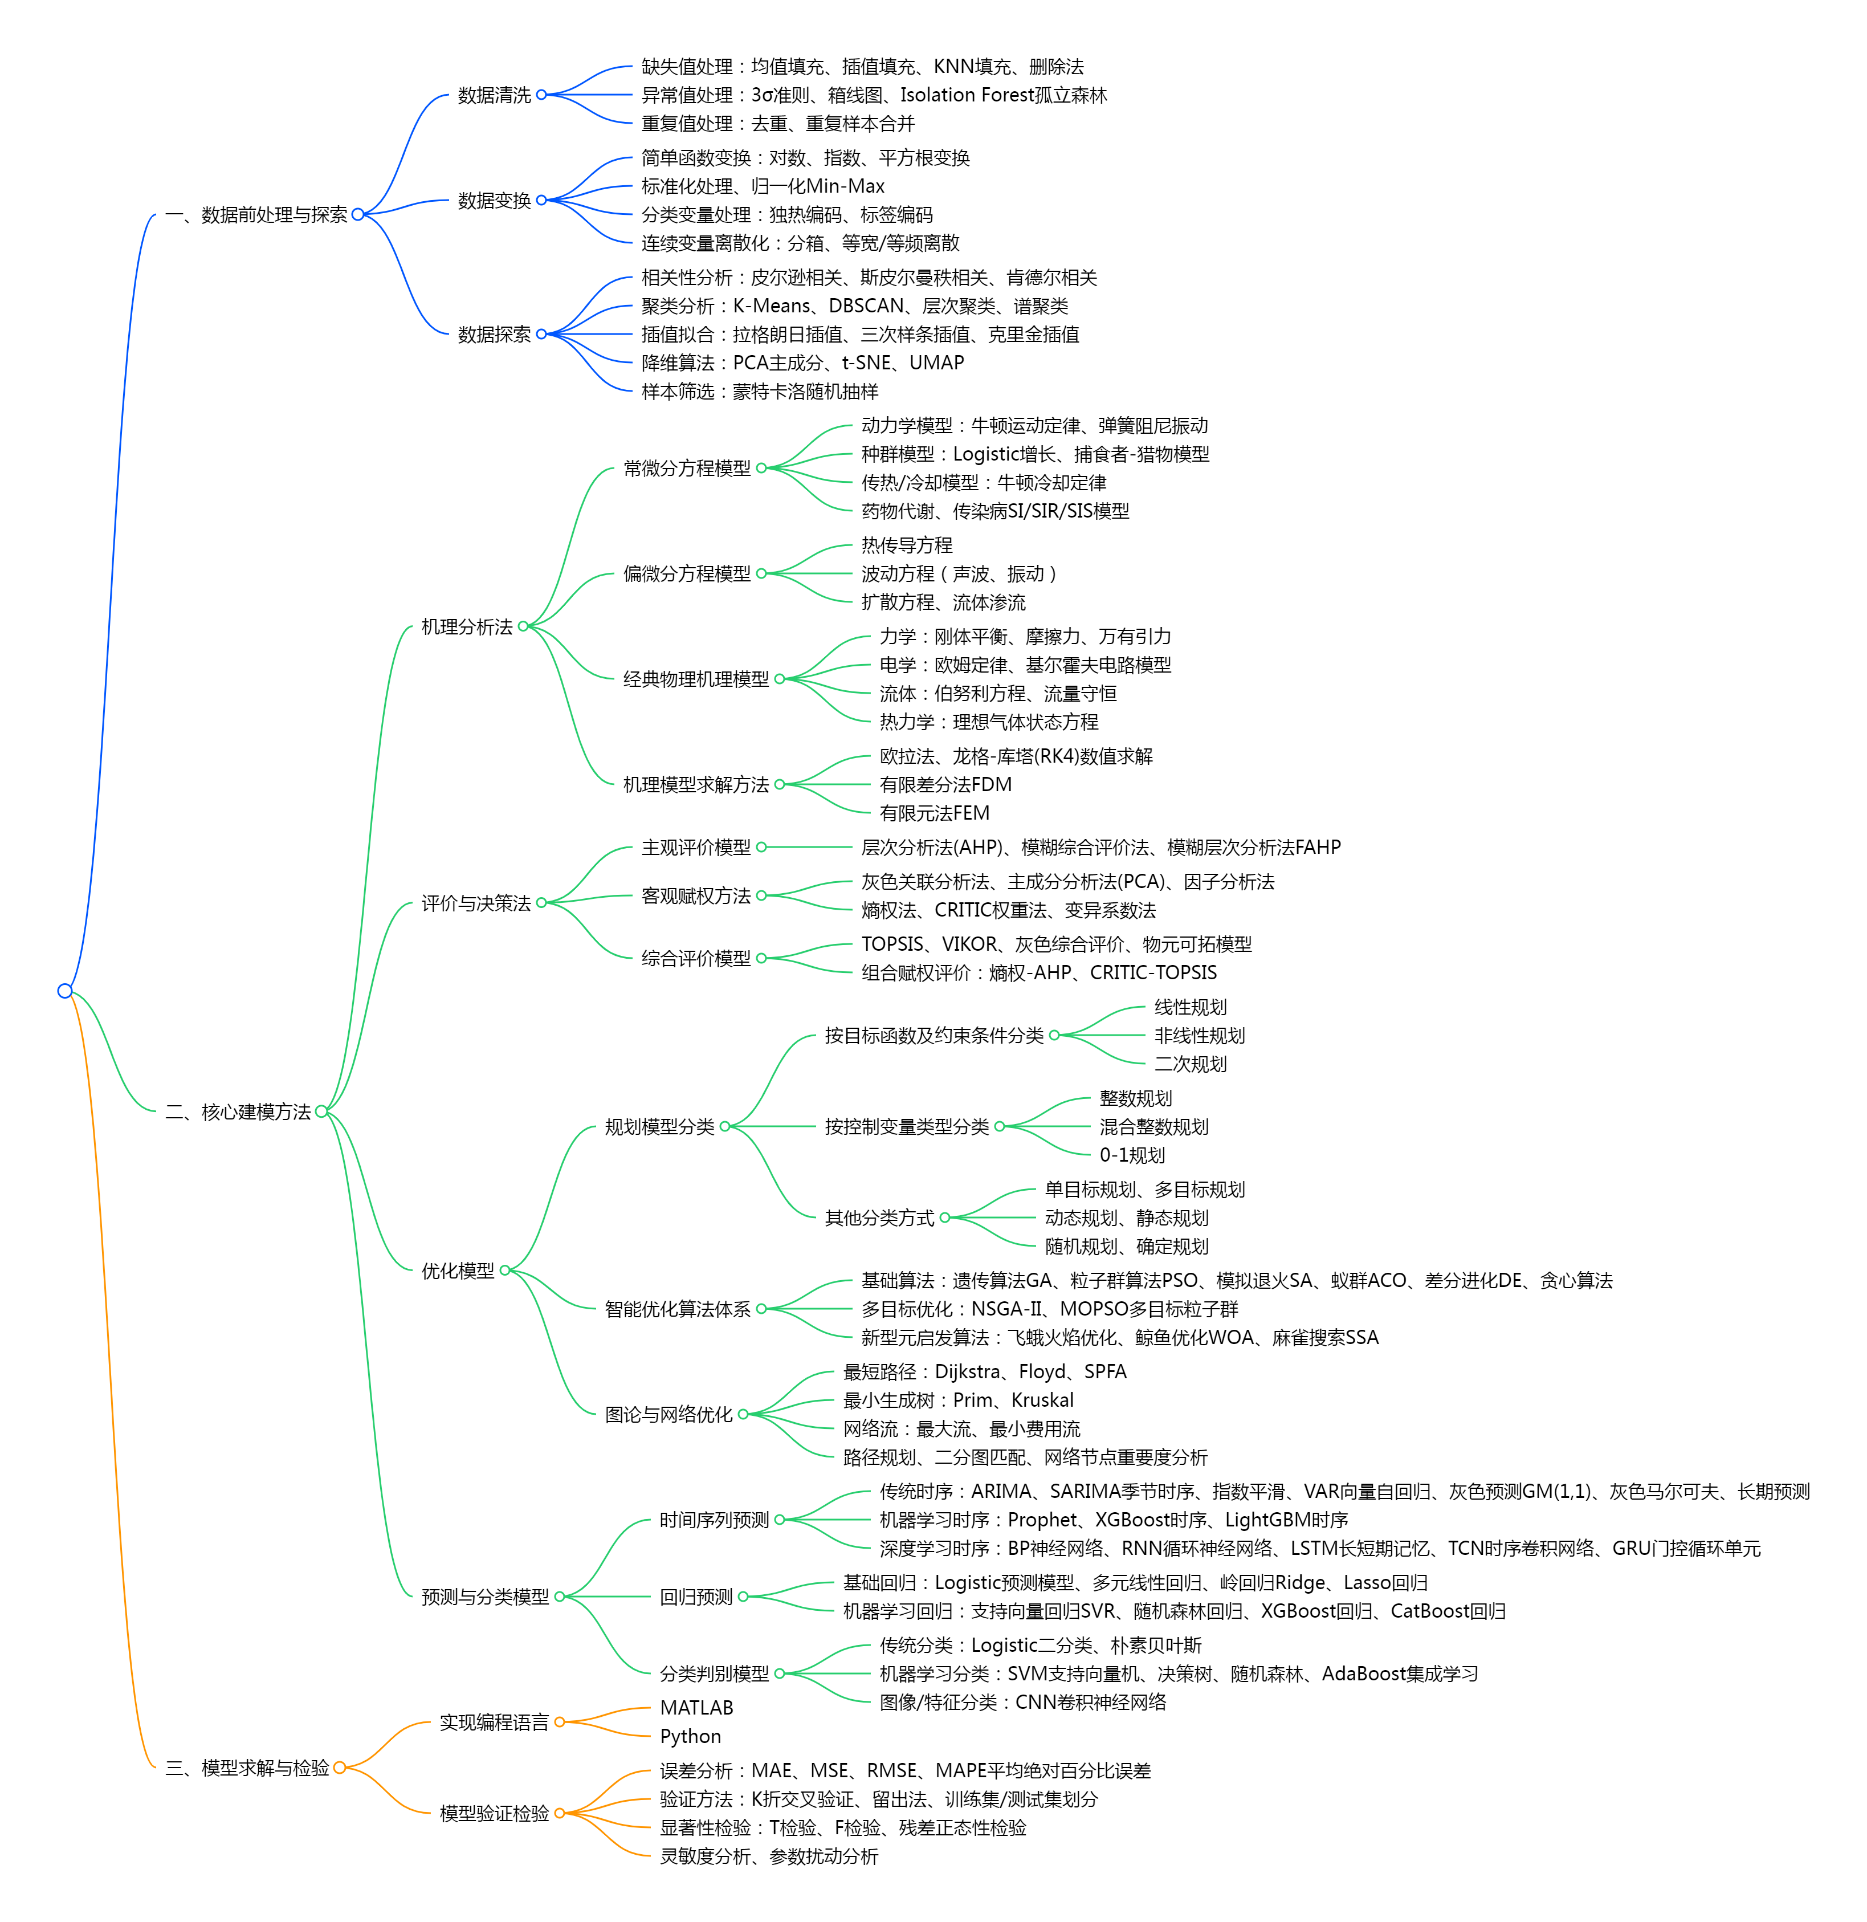 一、数据前处理与探索
数据清洗
缺失值处理：均值填充、插值填充、KNN填充、删除法
异常值处理：3σ准则、箱线图、Isolation Forest孤立森林
重复值处理：去重、重复样本合并
数据变换
简单函数变换：对数、指数、平方根变换
标准化处理、归一化Min-Max
分类变量处理：独热编码、标签编码
连续变量离散化：分箱、等宽/等频离散
数据探索
相关性分析：皮尔逊相关、斯皮尔曼秩相关、肯德尔相关
聚类分析：K-Means、DBSCAN、层次聚类、谱聚类
插值拟合：拉格朗日插值、三次样条插值、克里金插值
降维算法：PCA主成分、t-SNE、UMAP
样本筛选：蒙特卡洛随机抽样
二、核心建模方法
机理分析法
常微分方程模型
动力学模型：牛顿运动定律、弹簧阻尼振动
种群模型：Logistic增长、捕食者-猎物模型
传热/冷却模型：牛顿冷却定律
药物代谢、传染病SI/SIR/SIS模型
偏微分方程模型
热传导方程
波动方程（声波、振动）
扩散方程、流体渗流
经典物理机理模型
力学：刚体平衡、摩擦力、万有引力
电学：欧姆定律、基尔霍夫电路模型
流体：伯努利方程、流量守恒
热力学：理想气体状态方程
机理模型求解方法
欧拉法、龙格-库塔(RK4)数值求解
有限差分法FDM
有限元法FEM
评价与决策法
主观评价模型
层次分析法(AHP)、模糊综合评价法、模糊层次分析法FAHP
客观赋权方法
灰色关联分析法、主成分分析法(PCA)、因子分析法
熵权法、CRITIC权重法、变异系数法
综合评价模型
TOPSIS、VIKOR、灰色综合评价、物元可拓模型
组合赋权评价：熵权-AHP、CRITIC-TOPSIS
优化模型
规划模型分类
按目标函数及约束条件分类
线性规划
非线性规划
二次规划
按控制变量类型分类
整数规划
混合整数规划
0-1规划
其他分类方式
单目标规划、多目标规划
动态规划、静态规划
随机规划、确定规划
智能优化算法体系
基础算法：遗传算法GA、粒子群算法PSO、模拟退火SA、蚁群ACO、差分进化DE、贪心算法
多目标优化：NSGA-II、MOPSO多目标粒子群
新型元启发算法：飞蛾火焰优化、鲸鱼优化WOA、麻雀搜索SSA
图论与网络优化
最短路径：Dijkstra、Floyd、SPFA
最小生成树：Prim、Kruskal
网络流：最大流、最小费用流
路径规划、二分图匹配、网络节点重要度分析
预测与分类模型
时间序列预测
传统时序：ARIMA、SARIMA季节时序、指数平滑、VAR向量自回归、灰色预测GM(1,1)、灰色马尔可夫、长期预测
机器学习时序：Prophet、XGBoost时序、LightGBM时序
深度学习时序：BP神经网络、RNN循环神经网络、LSTM长短期记忆、TCN时序卷积网络、GRU门控循环单元
回归预测
基础回归：Logistic预测模型、多元线性回归、岭回归Ridge、Lasso回归
机器学习回归：支持向量回归SVR、随机森林回归、XGBoost回归、CatBoost回归
分类判别模型
传统分类：Logistic二分类、朴素贝叶斯
机器学习分类：SVM支持向量机、决策树、随机森林、AdaBoost集成学习
图像/特征分类：CNN卷积神经网络
三、模型求解与检验
实现编程语言
MATLAB
Python
模型验证检验
误差分析：MAE、MSE、RMSE、MAPE平均绝对百分比误差
验证方法：K折交叉验证、留出法、训练集/测试集划分
显著性检验：T检验、F检验、残差正态性检验
灵敏度分析、参数扰动分析